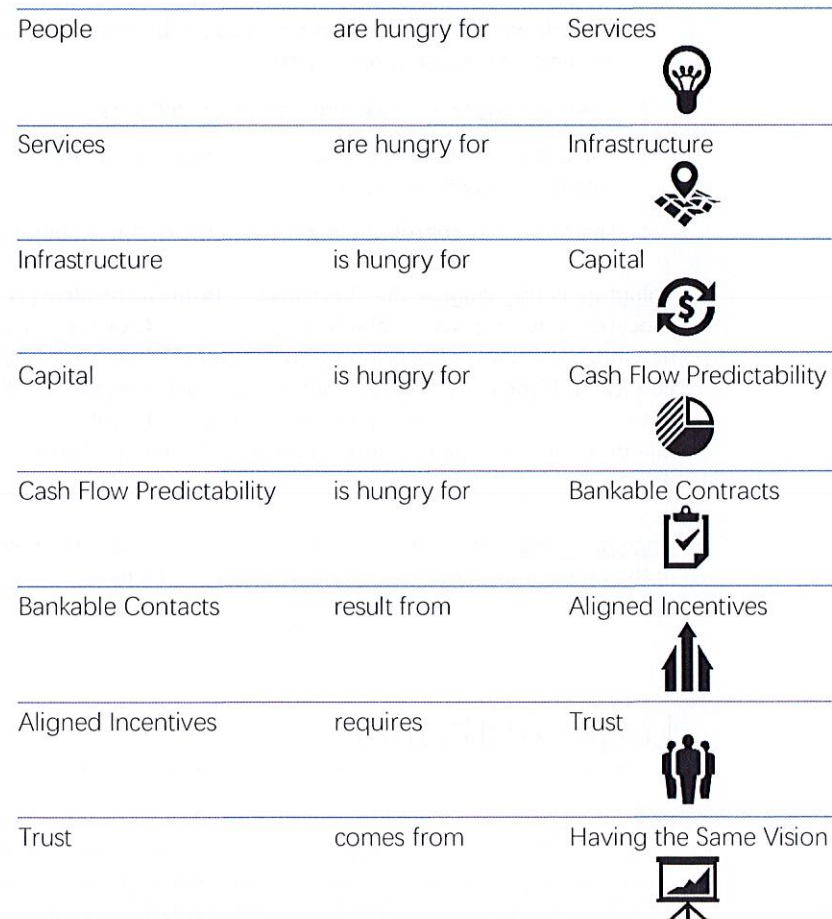 People are hungry for Services
Services are hungry for Infrastructure
Infrastructure is hungry for Capital
$
Capital is hungry for Cash Flow Predictability
Cash Flow Predictability is hungry for Bankable Contracts
Bankable Contacts result from Aligned Incentives
Aligned Incentives requires Trust
Trust comes from Having the Same Vision